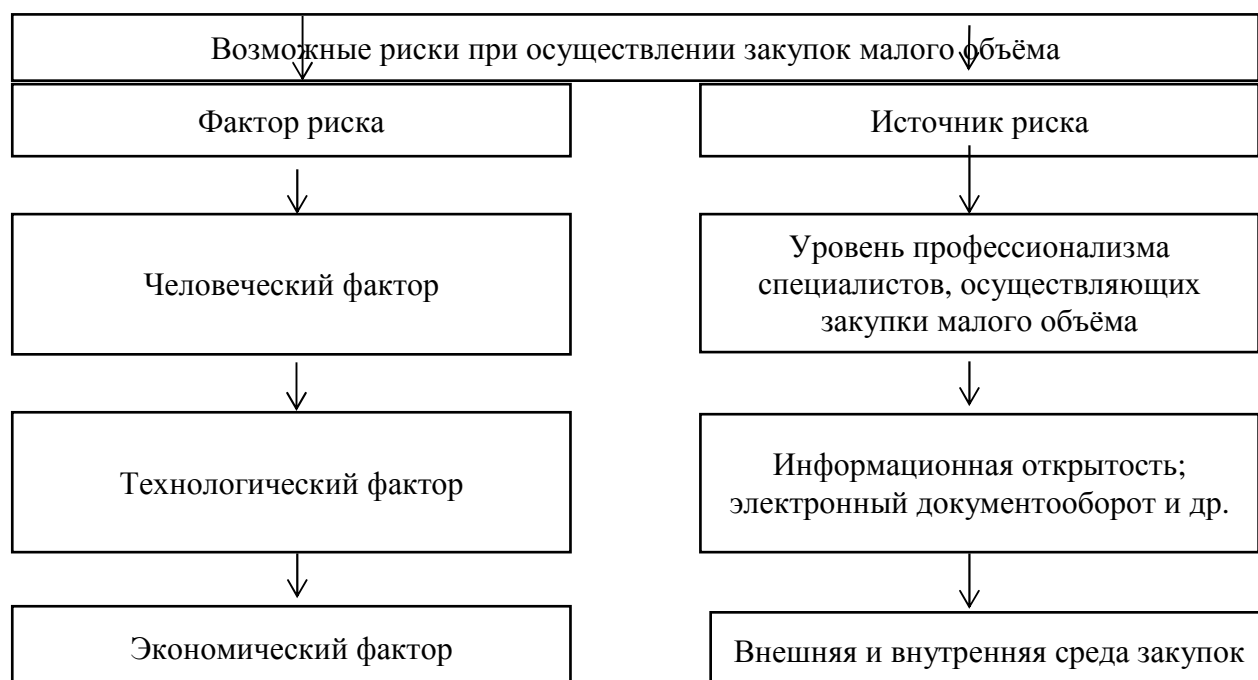 Возможные риски при осуществлении закупок малого объёма
Фактор риска
Источник риска
Человеческий фактор
Уровень профессионализма
специалистов, осуществляющих
закупки малого объёма
Технологический фактор
Информационная открытость;
электронный документооборот и др.
Экономический фактор
Внешняя и внутренняя среда закупок